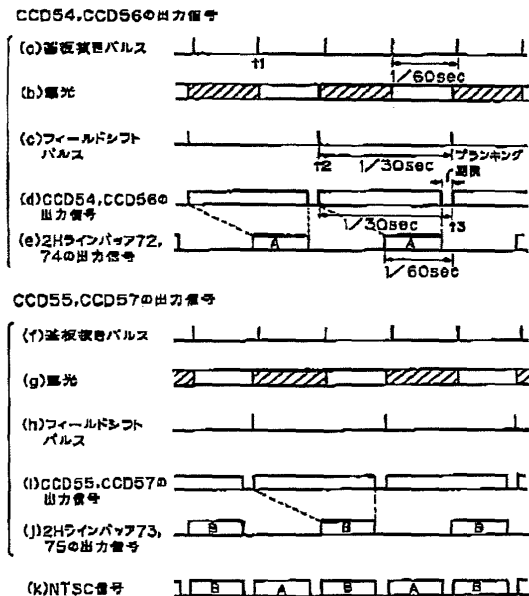 CCD54,CCD56の出力信号
(a)基板抜きパルス
t1
1/60sec
(b)露光
(c)フィールドシフト
パルス
t2
1/30sec
ブランキング
期間
(d)CCD54,CCD56の
出力信号
1/30sec
t3
(e)2Hラインバッファ72,
74の出力信号
A
A
1/60sec
CCD55,CCD57の出力信号
(f)基板抜きパルス
(g)露光
(h)フィールドシフト
パルス
(i)CCD55,CCD57の
出力信号
(j)2Hラインバッファ73,
75の出力信号
B
B
B
(k)NTSC信号
B
A
B
A
B